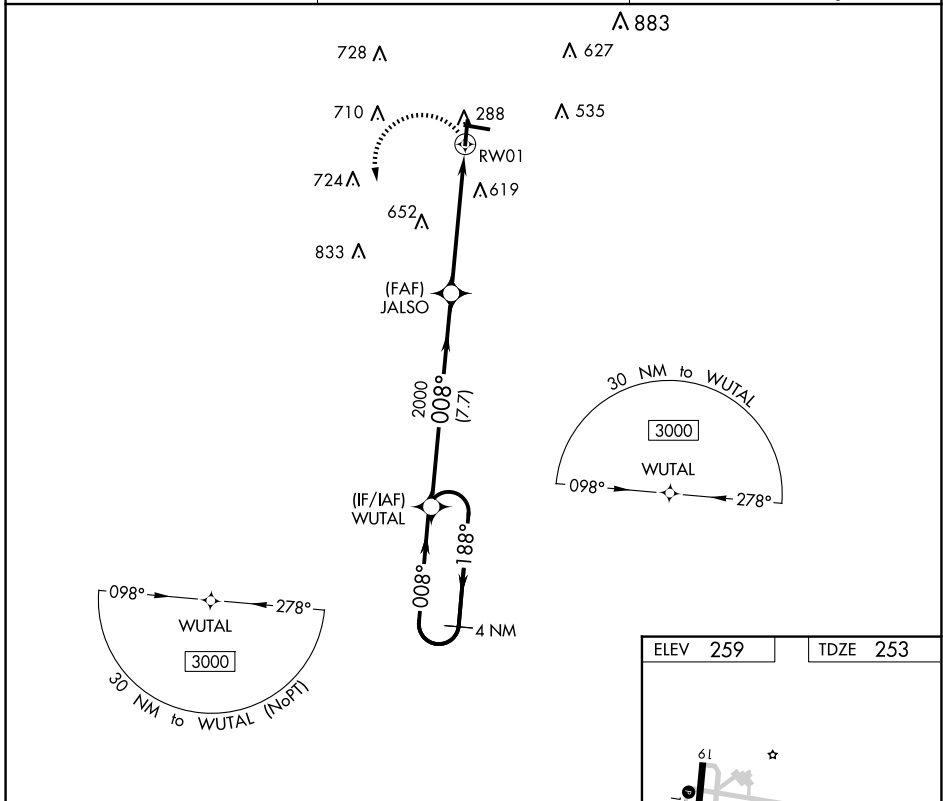 883
728
627
710
288
535
RW01
724
619
652
833
(FAF)
JALSO
2000
008°
(7.7)
30 NM to WUTAL
3000
WUTAL
098°
278°
(IF/IAF)
WUTAL
188°
008°
4 NM
098°
278°
WUTAL
3000
30 NM to WUTAL (NoPT)
ELEV 259
TDZE 253
19
P